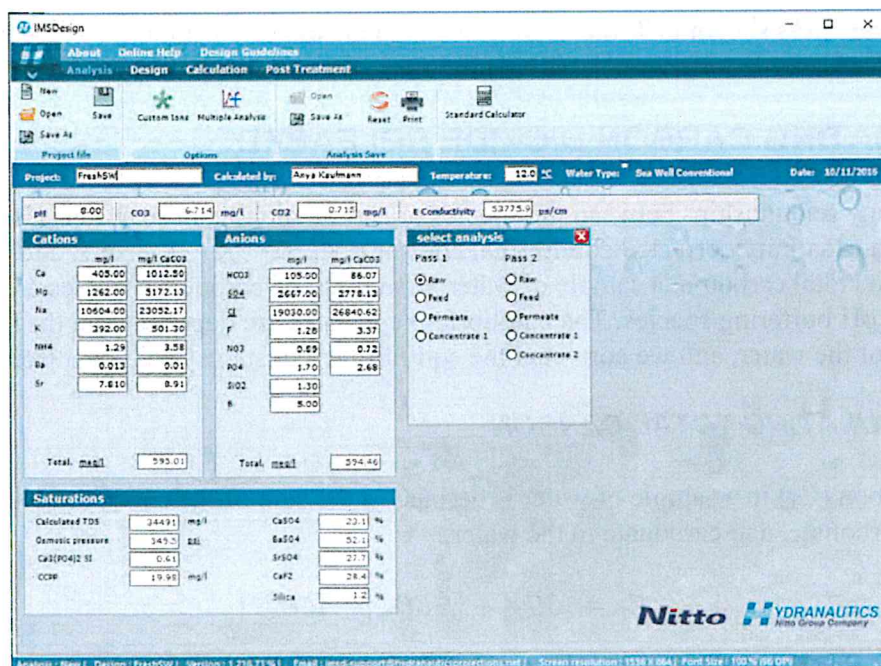 IMSDesign
About Online Help Design Guidelines
Analysis Design Calculation Post Treatment
New
Open
Save
Save As
Custom Ions Multiple Analyse
Open
Save As
Reset Print
Standard Calculator
Project file Options Analysis Save
Project: FreshSW Calculated by: Anya Kaufmann Temperature: 12.0 °C Water Type: Sea Well Conventional Date: 10/11/2016
pH 8.00 CO3 6.714 mg/l CO2 0.715 mg/l E Conductivity 53775.9 µs/cm
Cations
mg/l mg/l CaCO3
Ca 405.00 1012.50
Mg 1262.00 5172.13
Na 10604.00 23052.17
K 392.00 501.30
NH4 1.29 3.58
Ba 0.013 0.01
Sr 7.810 8.91
Total, meq/l 595.01
Anions
mg/l mg/l CaCO3
HCO3 105.00 86.07
SO4 2667.00 2778.13
Cl 19030.00 26840.62
F 1.28 3.37
NO3 0.89 0.72
PO4 1.70 2.68
SiO2 1.30
B 5.00
Total, meq/l 594.46
select analysis
Pass 1 Pass 2
Raw Raw
Feed Feed
Permeate Permeate
Concentrate 1 Concentrate 1
Concentrate 2
Saturations
Calculated TDS 34491 mg/l
Osmotic pressure 349.5 psi
Ca3(PO4)2 SI 0.61
CCPP 19.98 mg/l
CaSO4 23.1 %
BaSO4 52.1 %
SrSO4 27.7 %
CaF2 28.4 %
Silica 1.2 %
Nitto HYDRANAUTICS
Nitto Group Company
Analysis : New | Design : FreshSW | Version :